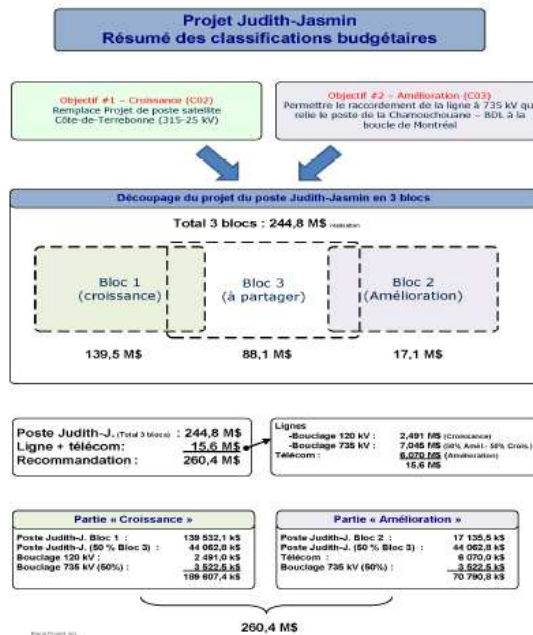 Projet Judith-Jasmin
Résumé des classifications budgétaires
Objectif #1 – Croissance (C02)
Remplace Projet de poste satellite
Côte-de-Terrebonne (315-25 kV)
Objectif #2 – Amélioration (C03)
Permettre le raccordement de la ligne à 735 kV qu
relie le poste de la Chamouchouane – BDL à la
boucle de Montréal
Découpage du projet du poste Judith-Jasmin en 3 blocs
Total 3 blocs : 244,8 M$ réalisation
Bloc 1
(croissance)
Bloc 3
(à partager)
Bloc 2
(Amélioration)
139,5 M$
88,1 M$
17,1 M$
Poste Judith-J. (Total 3 blocs) : 244,8 M$
Ligne + télécom : 15,6 M$
Recommandation : 260,4 M$
Lignes
-Bouclage 120 kV : 2,491 M$ (Croissance)
-Bouclage 735 kV : 7,045 M$ (50% Amél.- 50% Crois.)
Télécom : 6,070 M$ (Amélioration)
15,6 M$
Partie « Croissance »
Poste Judith-J. Bloc 1 : 139 532,1 k$
Poste Judith-J. (50 % Bloc 3) : 44 062,8 k$
Bouclage 120 kV : 2 491,0 k$
Bouclage 735 kV (50%) : 3 522,5 k$
189 607,4 k$
Partie « Amélioration »
Poste Judith-J. Bloc 2 : 17 135,5 k$
Poste Judith-J. (50 % Bloc 3) : 44 062,8 k$
Télécom : 6 070,0 k$
Bouclage 735 kV (50%) : 3 522,5 k$
70 790,8 k$
260,4 M$